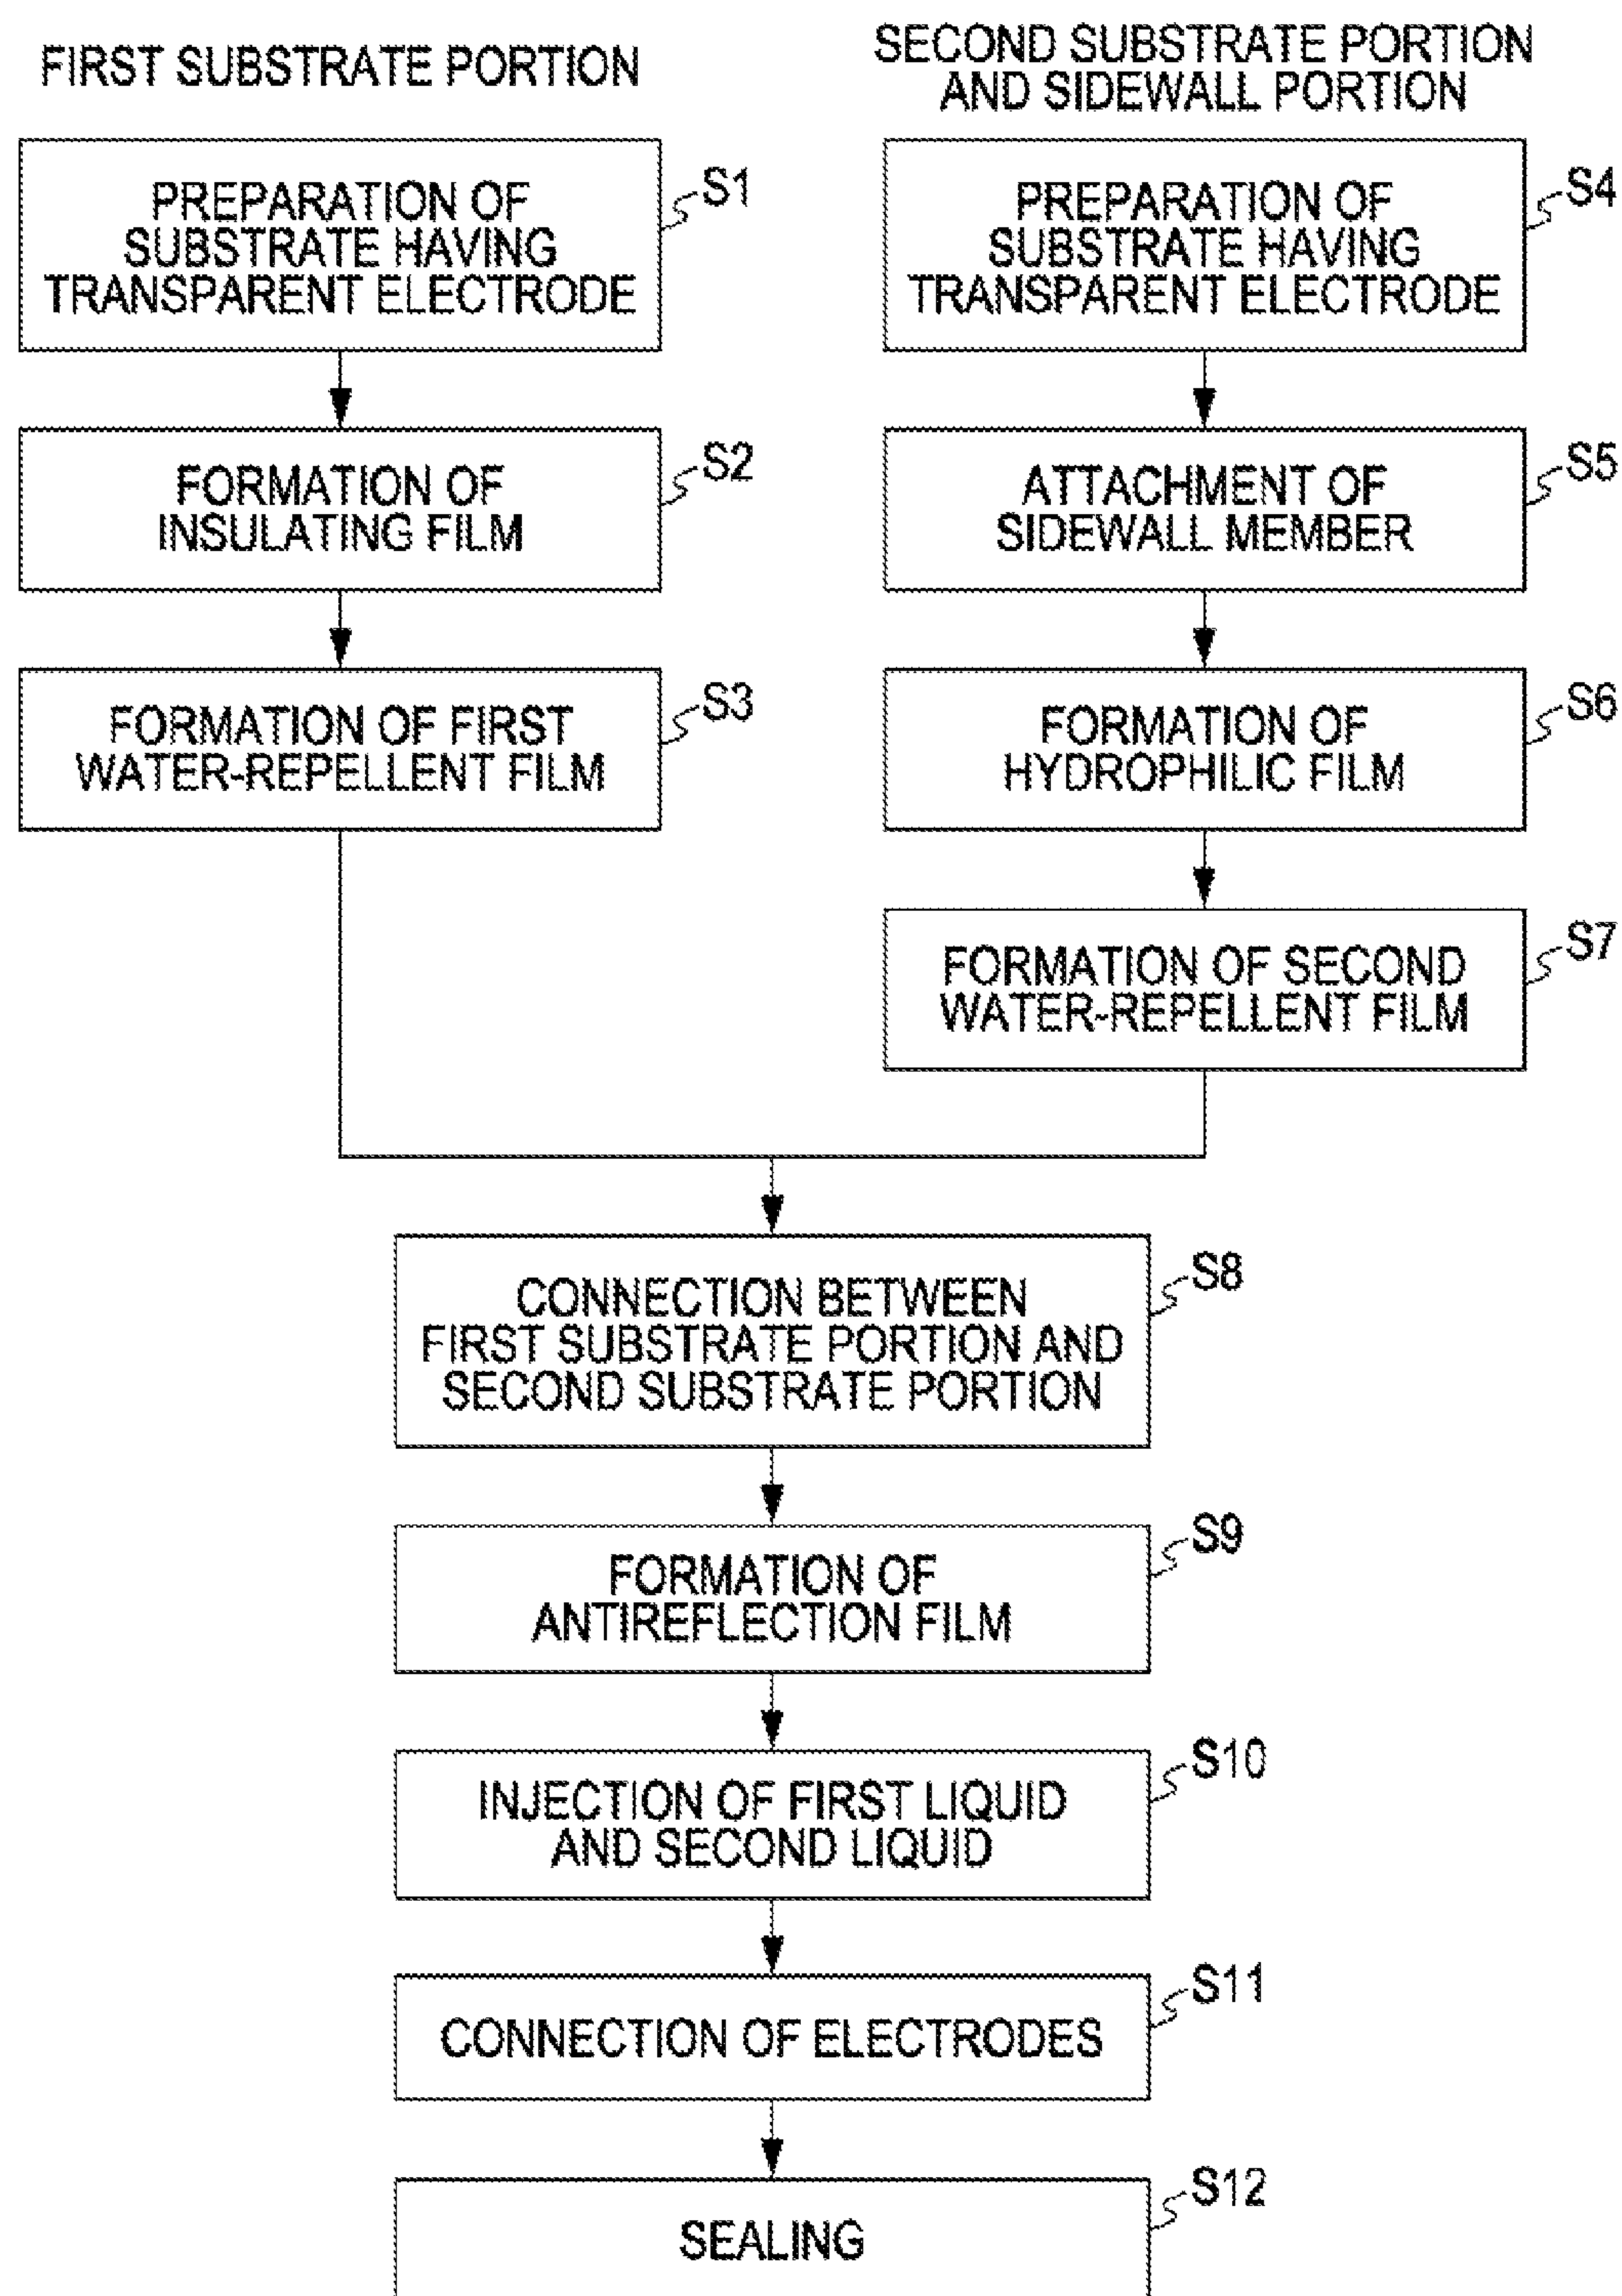 FIRST SUBSTRATE PORTION
PREPARATION OF
SUBSTRATE HAVING
TRANSPARENT ELECTRODE
S1
FORMATION OF
INSULATING FILM
S2
FORMATION OF FIRST
WATER-REPELLENT FILM
S3
SECOND SUBSTRATE PORTION
AND SIDEWALL PORTION
PREPARATION OF
SUBSTRATE HAVING
TRANSPARENT ELECTRODE
S4
ATTACHMENT OF
SIDEWALL MEMBER
S5
FORMATION OF
HYDROPHILIC FILM
S6
FORMATION OF SECOND
WATER-REPELLENT FILM
S7
CONNECTION BETWEEN
FIRST SUBSTRATE PORTION AND
SECOND SUBSTRATE PORTION
S8
FORMATION OF
ANTIREFLECTION FILM
S9
INJECTION OF FIRST LIQUID
AND SECOND LIQUID
S10
CONNECTION OF ELECTRODES
S11
SEALING
S12